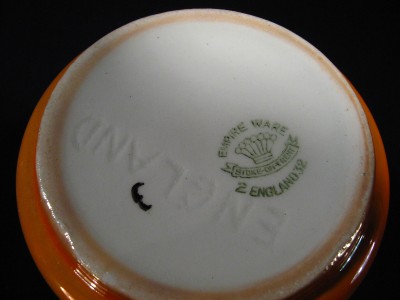 EMPIRE WARE
STOKE-ON-TRENT
2 ENGLAND 32
ENGLAND